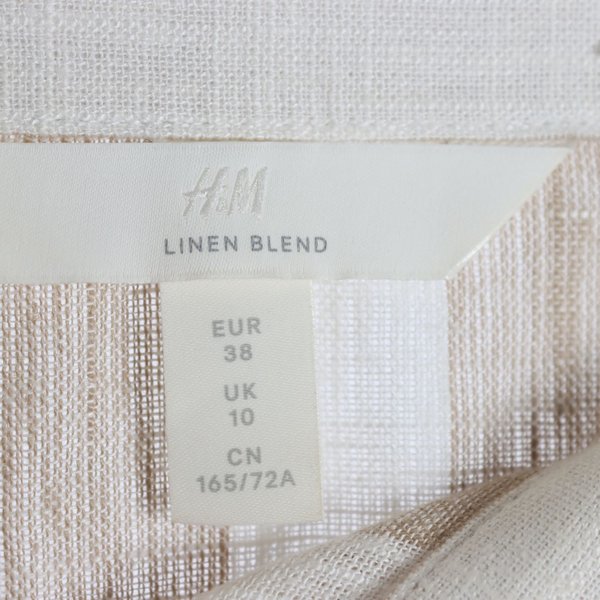 H&M
LINEN BLEND
EUR
38
UK
10
CN
165/72A